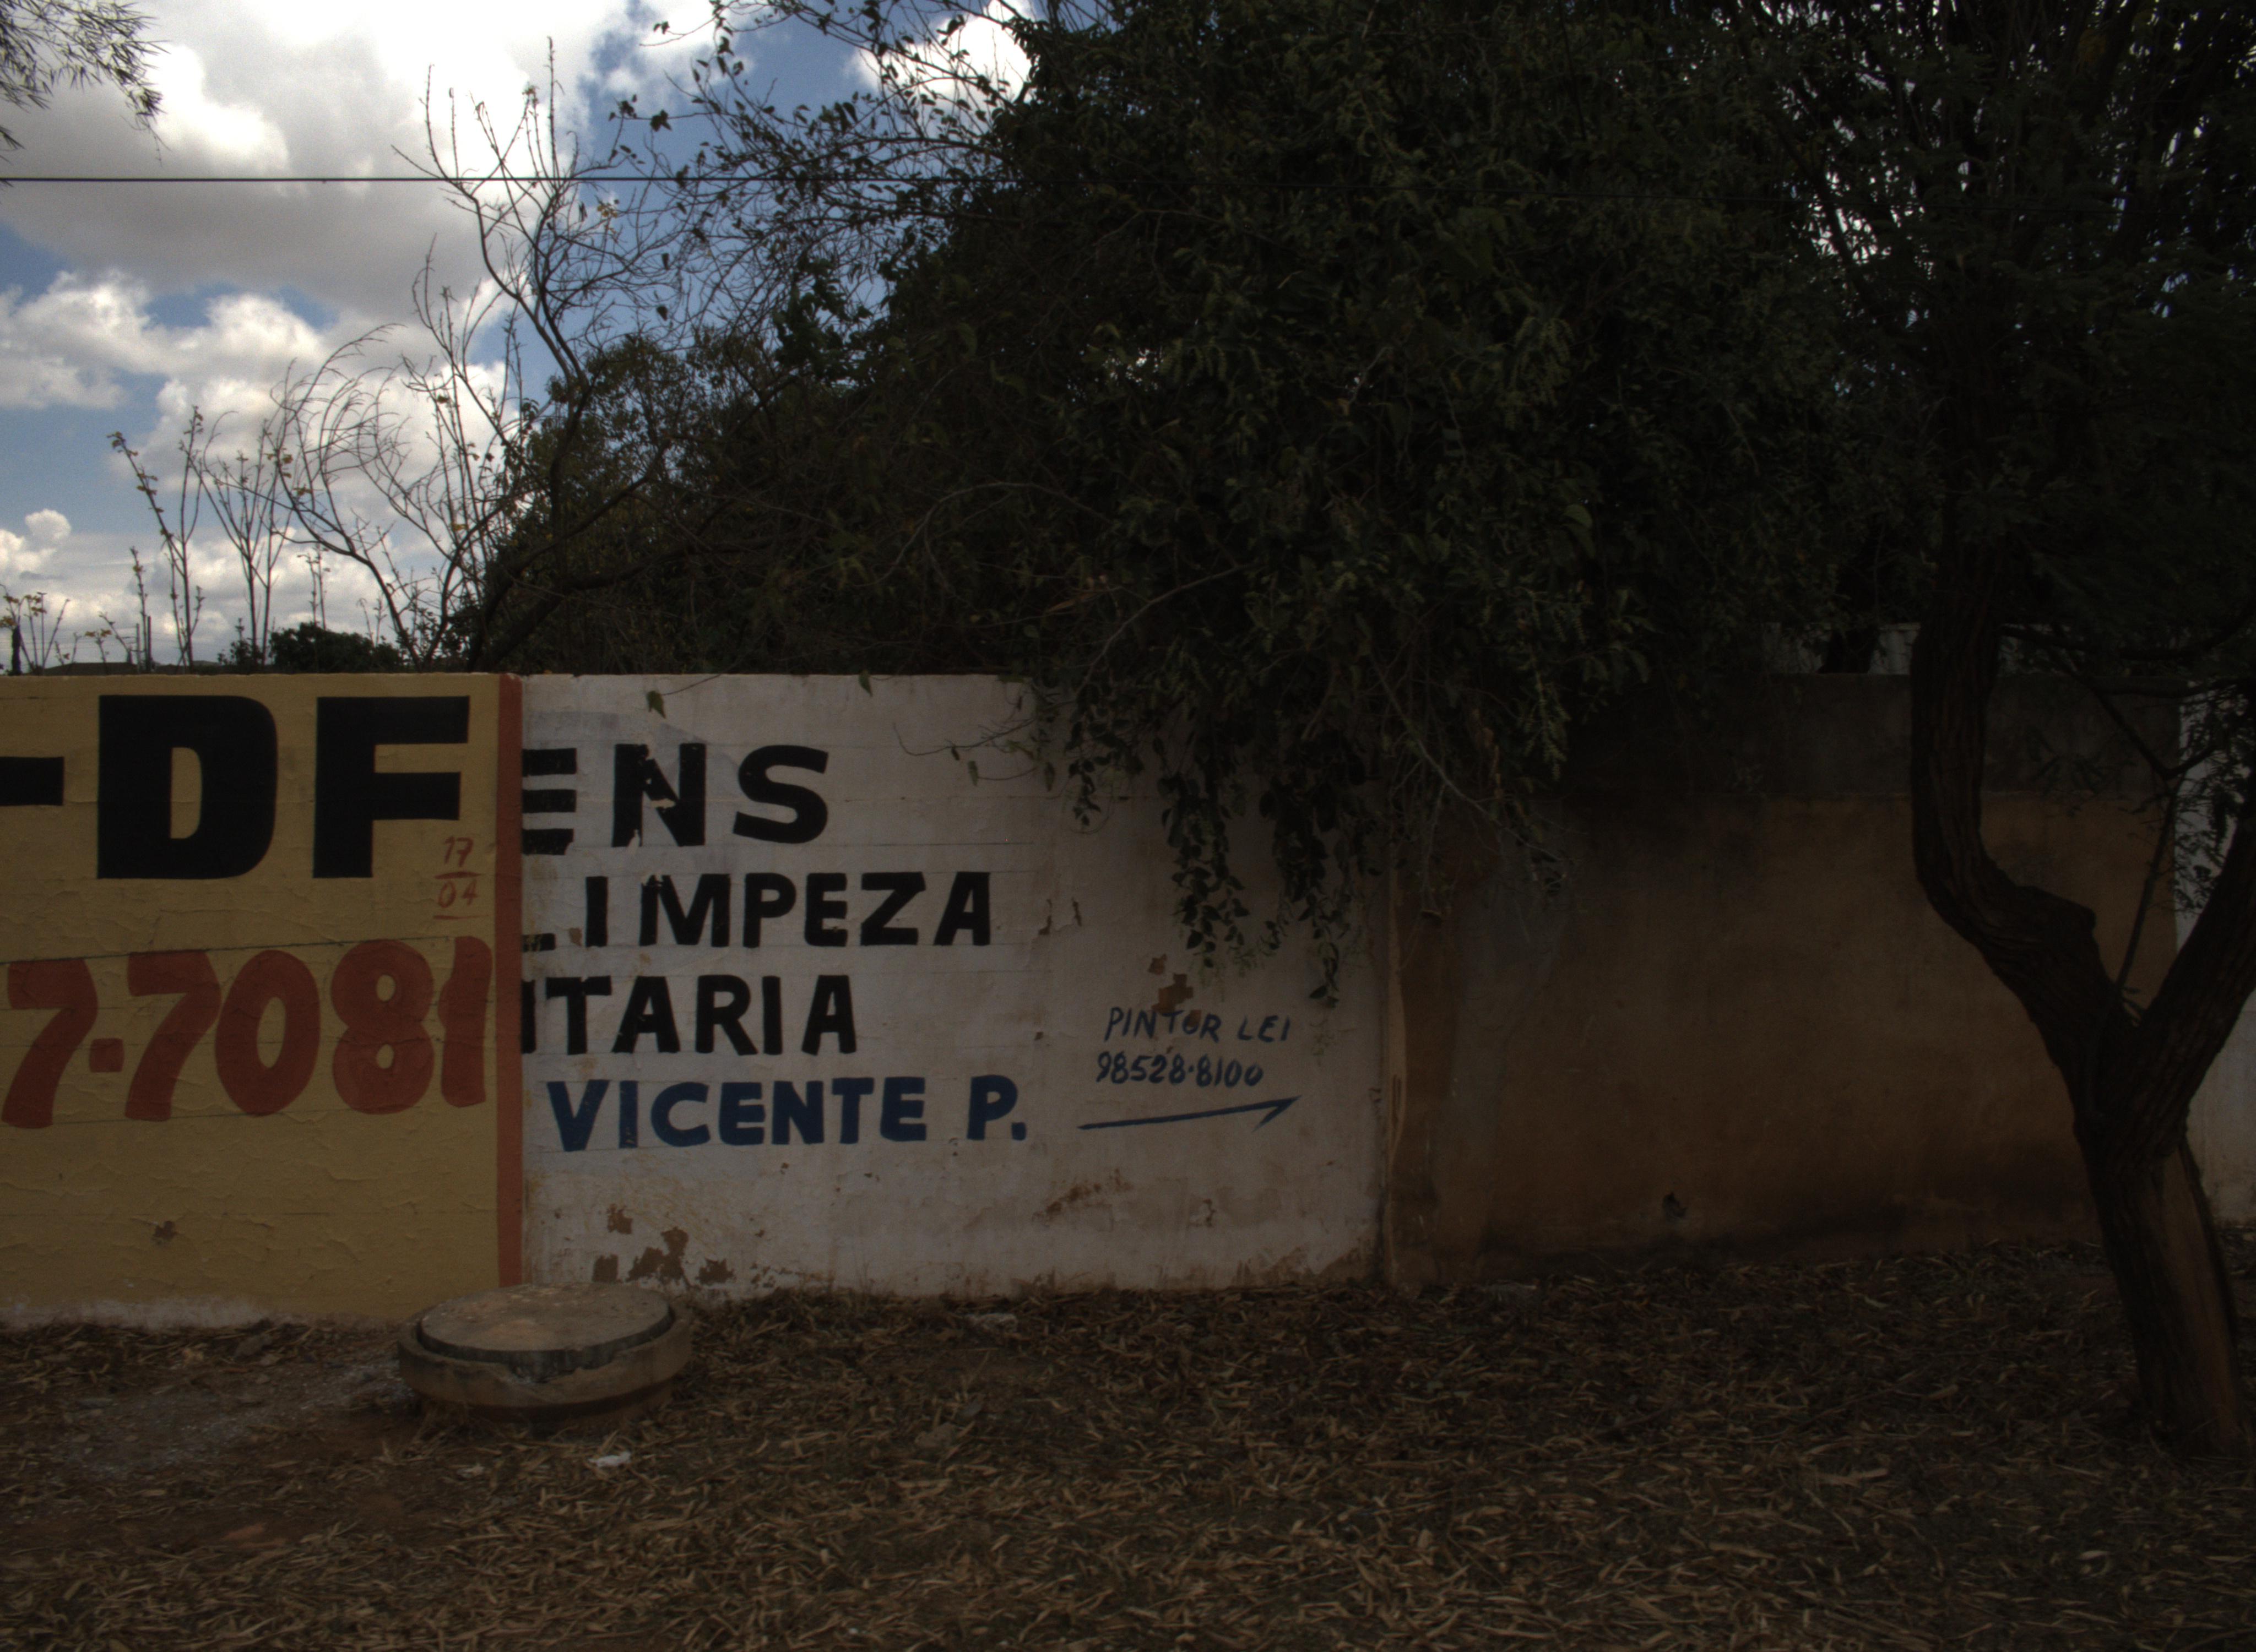 -DF
17
04
7-7081
ENS
LIMPEZA
ITARIA
VICENTE P.
PINTOR LEI
98528-8100